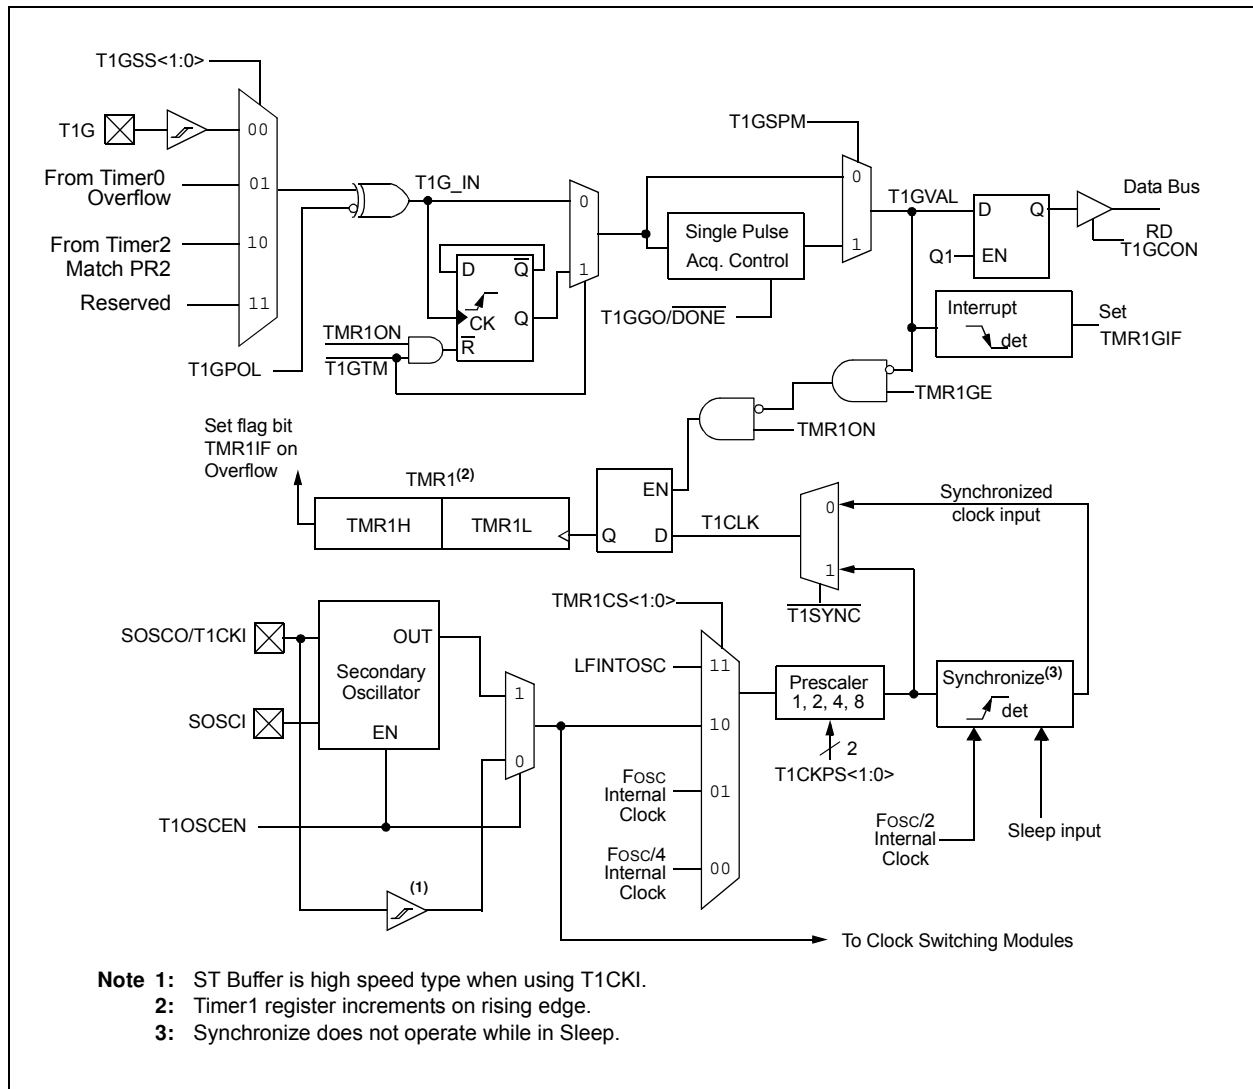 T1GSS<1:0>
T1G
00
From Timer0
Overflow
01
From Timer2
Match PR2
10
Reserved
11
T1GPOL
T1G_IN
0
1
D
Q
CK
Q
R
TMR1ON
T1GTM
T1GSPM
0
1
Single Pulse
Acq. Control
T1GGO/DONE
T1GVAL
D
Q
Q1
EN
Data Bus
RD
T1GCON
Interrupt
det
Set
TMR1GIF
TMR1GE
TMR1ON
Set flag bit
TMR1IF on
Overflow
TMR1(2)
TMR1H
TMR1L
EN
Q
D
T1CLK
0
1
T1SYNC
Synchronized
clock input
SOSCO/T1CKI
OUT
Secondary
Oscillator
SOSCI
EN
1
0
T1OSCEN
(1)
TMR1CS<1:0>
LFINTOSC
11
10
FOSC
Internal
Clock
01
FOSC/4
Internal
Clock
00
Prescaler
1, 2, 4, 8
2
T1CKPS<1:0>
Synchronize(3)
det
FOSC/2
Internal
Clock
Sleep input
To Clock Switching Modules
Note 1: ST Buffer is high speed type when using T1CKI.
2: Timer1 register increments on rising edge.
3: Synchronize does not operate while in Sleep.